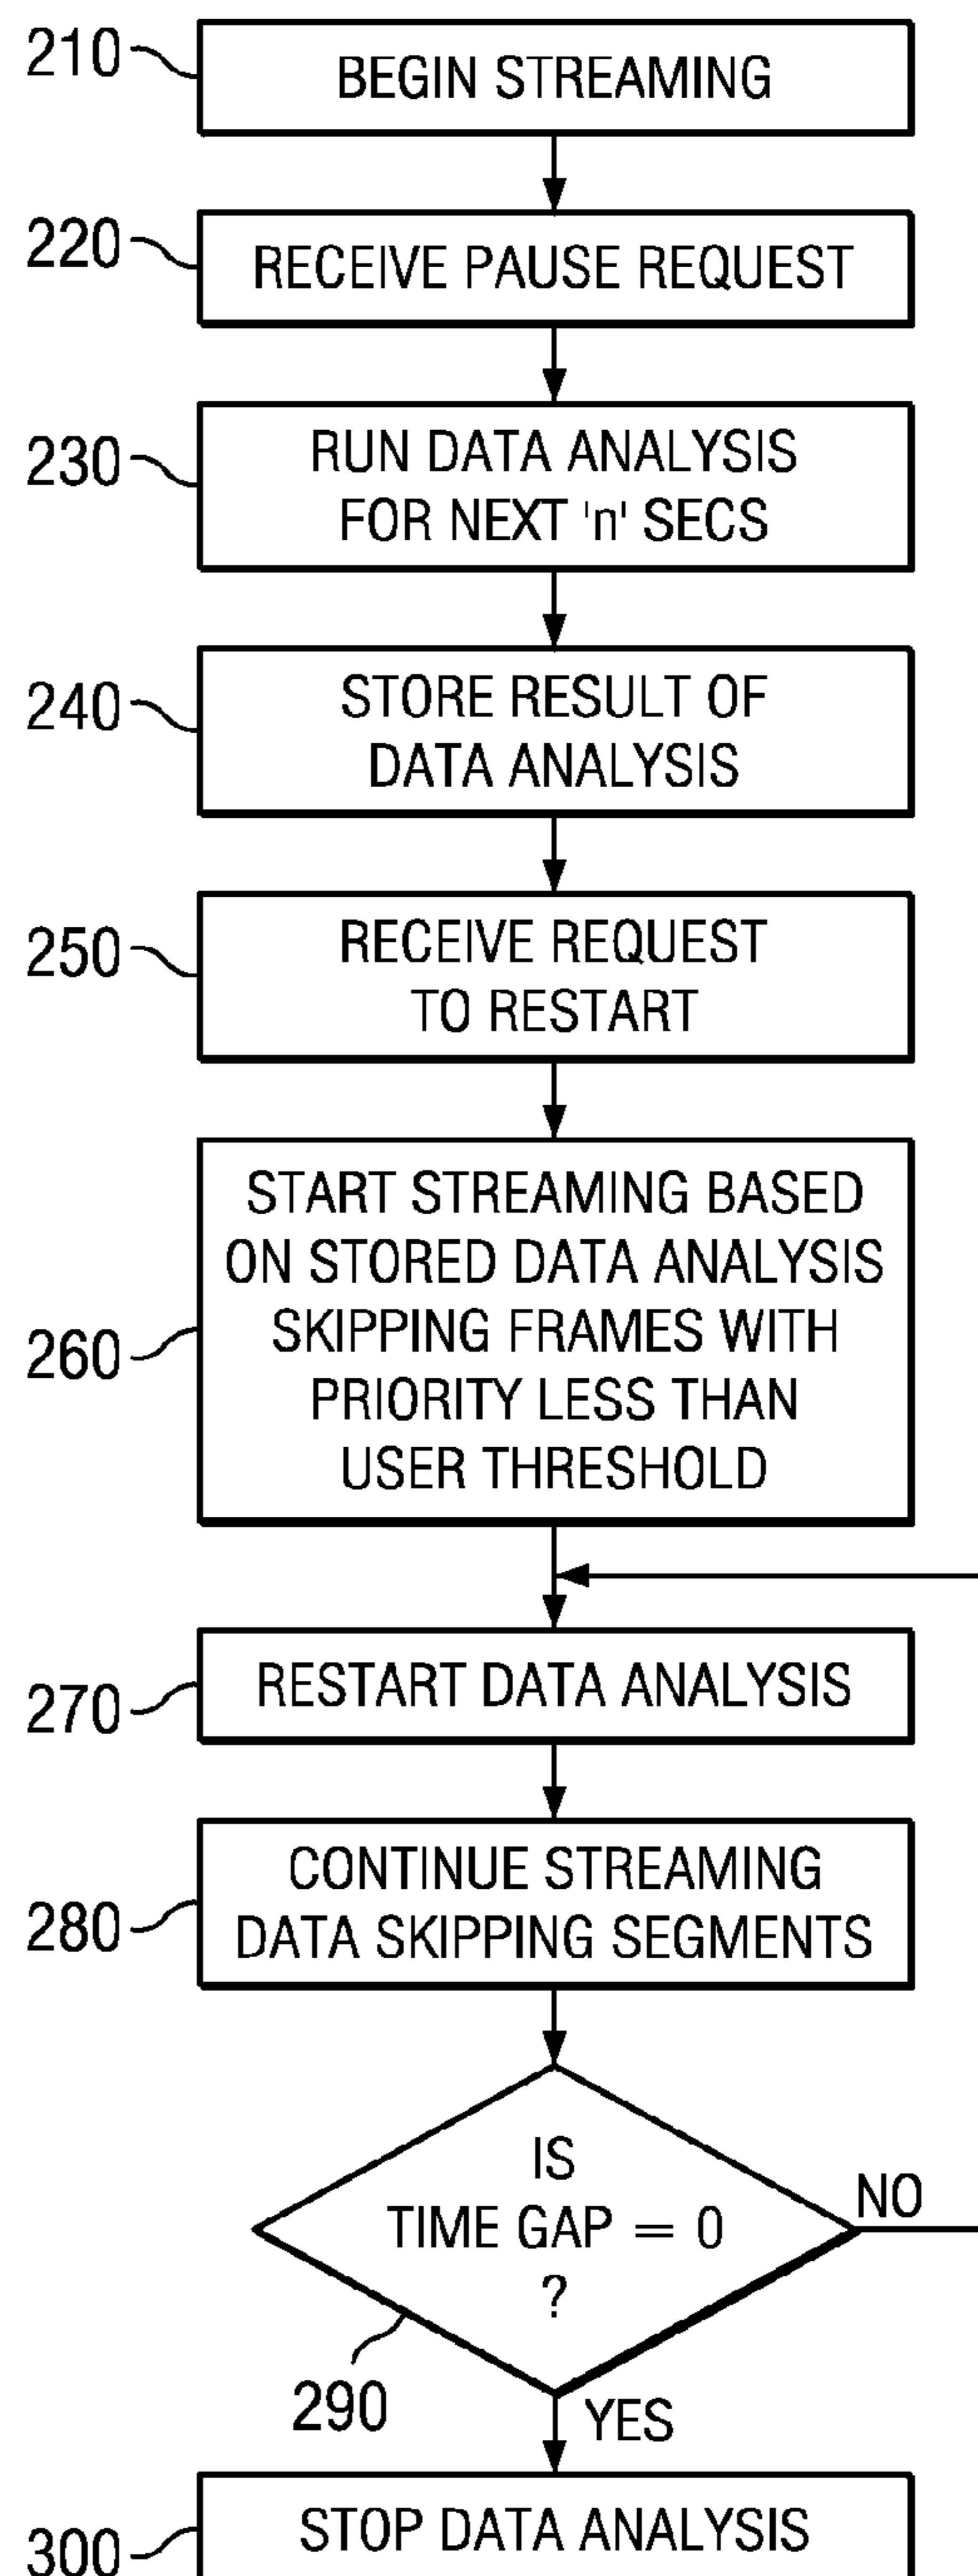 210
BEGIN STREAMING
220
RECEIVE PAUSE REQUEST
230
RUN DATA ANALYSIS
FOR NEXT 'n' SECS
240
STORE RESULT OF
DATA ANALYSIS
250
RECEIVE REQUEST
TO RESTART
260
START STREAMING BASED
ON STORED DATA ANALYSIS
SKIPPING FRAMES WITH
PRIORITY LESS THAN
USER THRESHOLD
270
RESTART DATA ANALYSIS
280
CONTINUE STREAMING
DATA SKIPPING SEGMENTS
IS
TIME GAP = 0
?
NO
290
YES
300
STOP DATA ANALYSIS